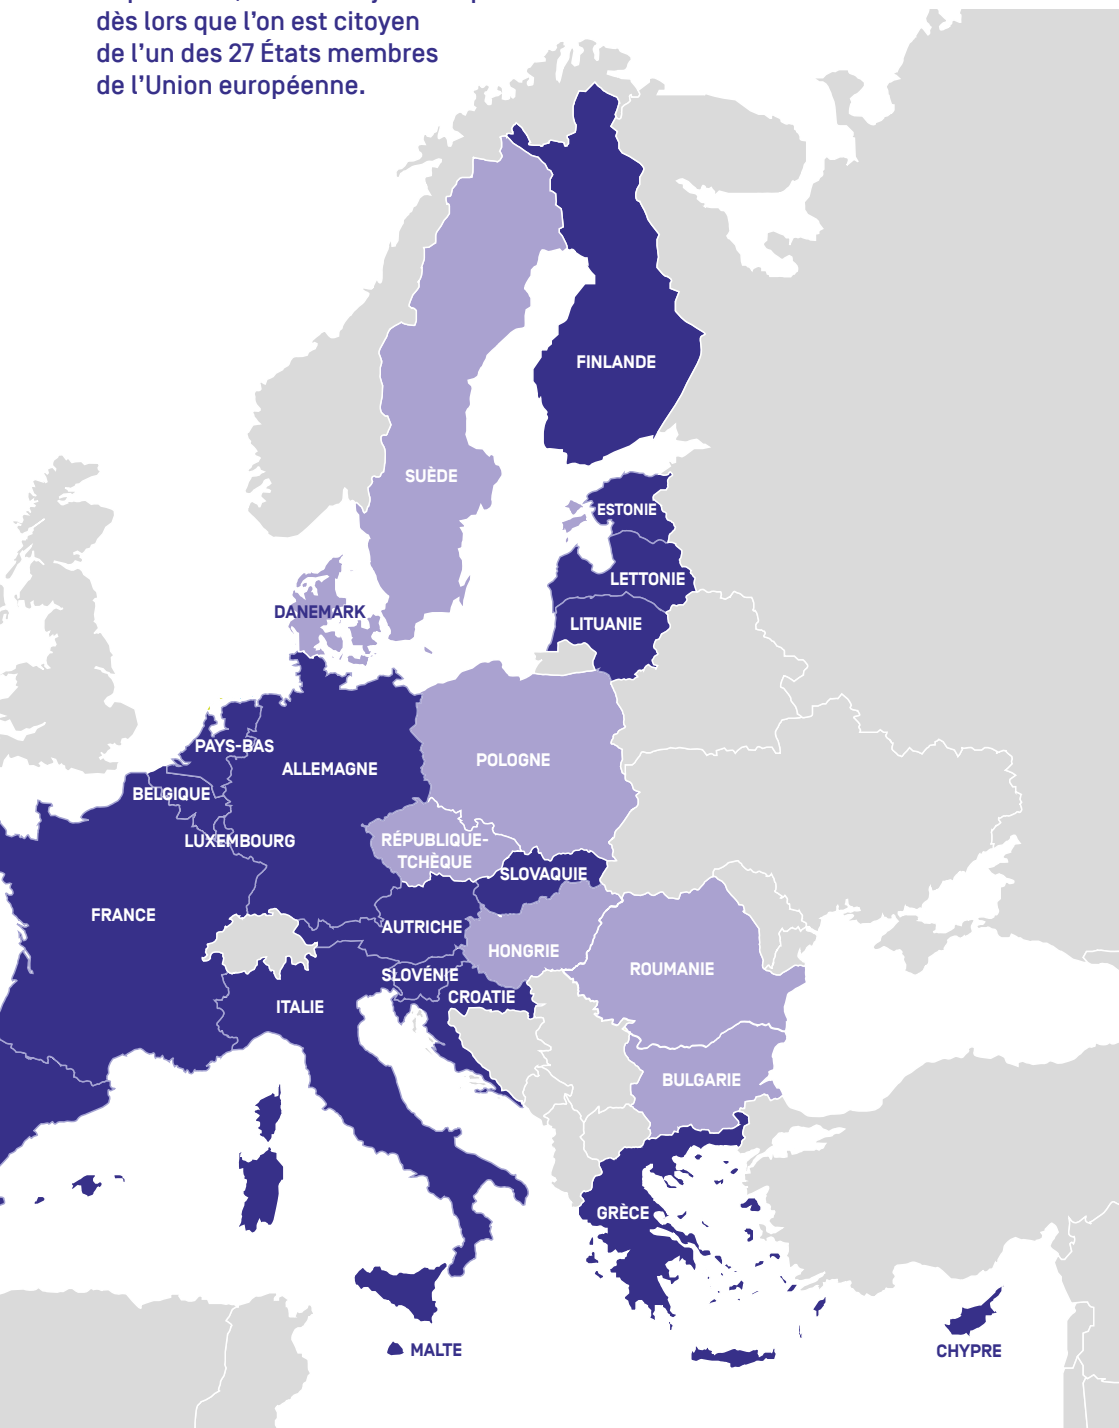 dès lors que l'on est citoyen
de l'un des 27 États membres
de l'Union européenne.
FINLANDE
SUÈDE
ESTONIE
LETTONIE
DANEMARK
LITUANIE
PAYS-BAS
POLOGNE
ALLEMAGNE
BELGIQUE
LUXEMBOURG
RÉPUBLIQUE-
TCHÈQUE
SLOVAQUIE
FRANCE
AUTRICHE
HONGRIE
ROUMANIE
SLOVÉNIE
CROATIE
ITALIE
BULGARIE
GRÈCE
MALTE
CHYPRE